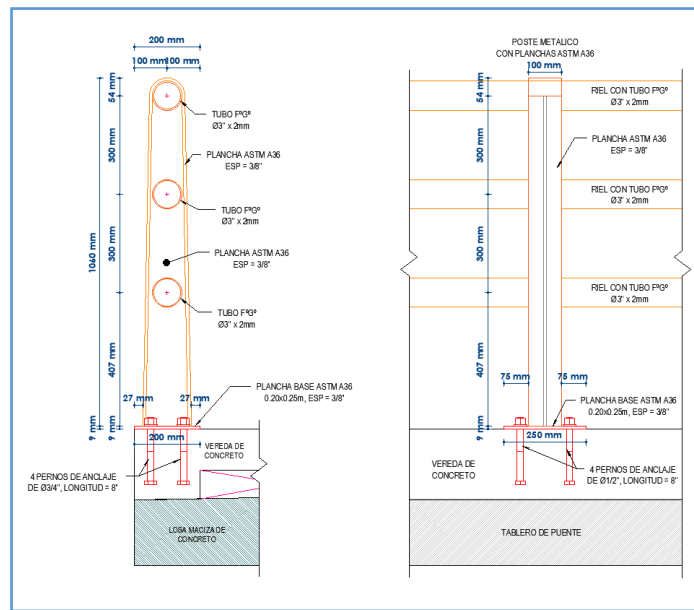 200 mm
100 mm
100 mm
54 mm
300 mm
300 mm
1060 mm
407 mm
9 mm
9 mm
27 mm
27 mm
200 mm
TUBO FºGº
Ø3" x 2mm
PLANCHA ASTM A36
ESP = 3/8"
TUBO FºGº
Ø3" x 2mm
PLANCHA ASTM A36
ESP = 3/8"
TUBO FºGº
Ø3" x 2mm
PLANCHA BASE ASTM A36
0.20x0.25m, ESP = 3/8"
VEREDA DE
CONCRETO
4 PERNOS DE ANCLAJE
DE Ø3/4", LONGITUD = 8"
LOSA MACIZA DE
CONCRETO
POSTE METALICO
CON PLANCHAS ASTM A36
100 mm
54 mm
300 mm
300 mm
407 mm
9 mm
RIEL CON TUBO FºGº
Ø3" x 2mm
PLANCHA ASTM A36
ESP = 3/8"
RIEL CON TUBO FºGº
Ø3" x 2mm
RIEL CON TUBO FºGº
Ø3" x 2mm
75 mm
75 mm
PLANCHA BASE ASTM A36
0.20x0.25m, ESP = 3/8"
250 mm
VEREDA DE
CONCRETO
4 PERNOS DE ANCLAJE
DE Ø1/2", LONGITUD = 8"
TABLERO DE PUENTE